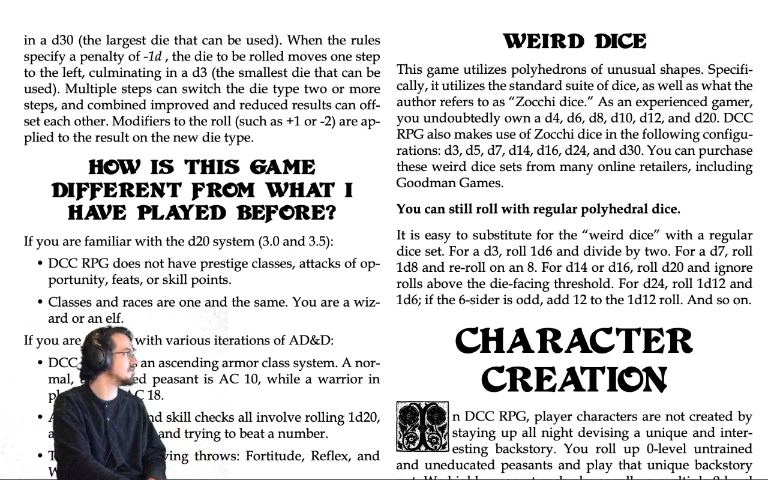 in a d30 (the largest die that can be used). When the rules
specify a penalty of -1d , the die to be rolled moves one step
to the left, culminating in a d3 (the smallest die that can be
used). Multiple steps can switch the die type two or more
steps, and combined improved and reduced results can off-
set each other. Modifiers to the roll (such as +1 or -2) are ap-
plied to the result on the new die type.
HOW IS THIS GAME
DIFFERENT FROM WHAT I
HAVE PLAYED BEFORE?
If you are familiar with the d20 system (3.0 and 3.5):
• DCC RPG does not have prestige classes, attacks of op-
portunity, feats, or skill points.
• Classes and races are one and the same. You are a wiz-
ard or an elf.
If you are with various iterations of AD&D:
• DCC an ascending armor class system. A nor-
mal, peasant is AC 10, while a warrior in
AC 18.
• and skill checks all involve rolling 1d20,
and trying to beat a number.
• saving throws: Fortitude, Reflex, and
WEIRD DICE
This game utilizes polyhedrons of unusual shapes. Specifi-
cally, it utilizes the standard suite of dice, as well as what the
author refers to as “Zocchi dice.” As an experienced gamer,
you undoubtedly own a d4, d6, d8, d10, d12, and d20. DCC
RPG also makes use of Zocchi dice in the following configu-
rations: d3, d5, d7, d14, d16, d24, and d30. You can purchase
these weird dice sets from many online retailers, including
Goodman Games.
You can still roll with regular polyhedral dice.
It is easy to substitute for the “weird dice” with a regular
dice set. For a d3, roll 1d6 and divide by two. For a d7, roll
1d8 and re-roll on an 8. For d14 or d16, roll d20 and ignore
rolls above the die-facing threshold. For d24, roll 1d12 and
1d6; if the 6-sider is odd, add 12 to the 1d12 roll. And so on.
CHARACTER
CREATION
In DCC RPG, player characters are not created by
staying up all night devising a unique and inter-
esting backstory. You roll up 0-level untrained
and uneducated peasants and play that unique backstory